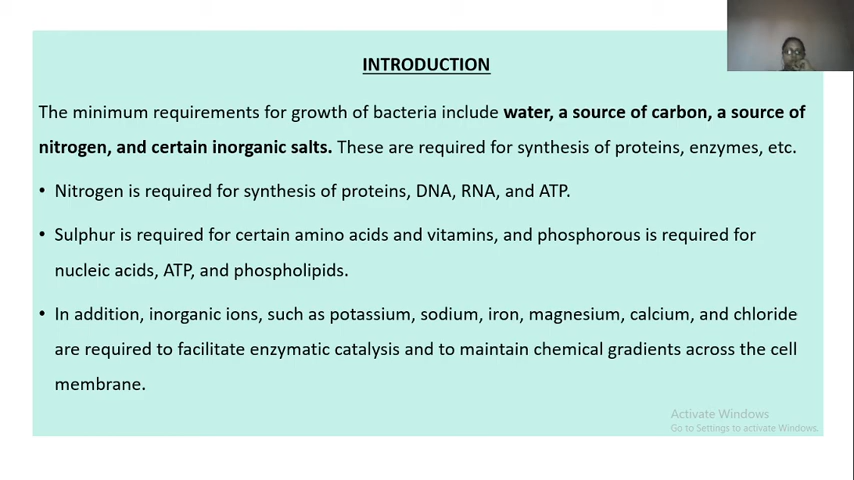 INTRODUCTION
The minimum requirements for growth of bacteria include water, a source of carbon, a source of
nitrogen, and certain inorganic salts. These are required for synthesis of proteins, enzymes, etc.
• Nitrogen is required for synthesis of proteins, DNA, RNA, and ATP.
• Sulphur is required for certain amino acids and vitamins, and phosphorous is required for
nucleic acids, ATP, and phospholipids.
• In addition, inorganic ions, such as potassium, sodium, iron, magnesium, calcium, and chloride
are required to facilitate enzymatic catalysis and to maintain chemical gradients across the cell
membrane.
Activate Windows
Go to Settings to activate Windows.